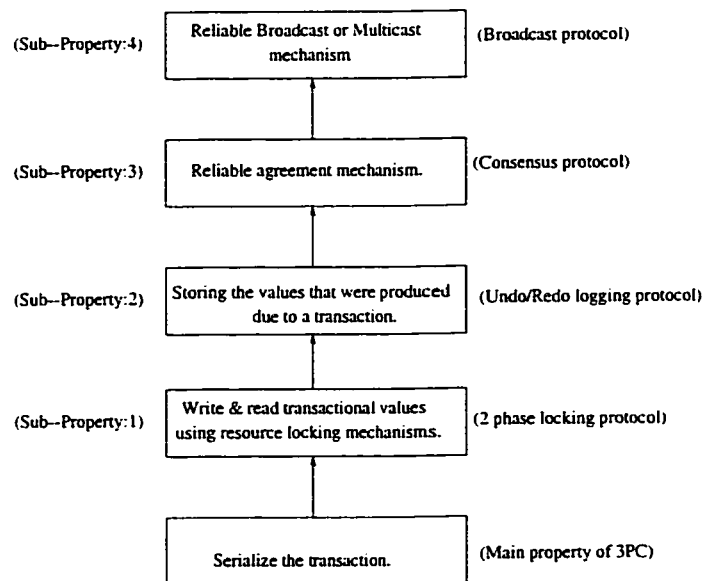 (Sub--Property:4)
Reliable Broadcast or Multicast
mechanism
(Broadcast protocol)
(Sub--Property:3)
Reliable agreement mechanism.
(Consensus protocol)
(Sub--Property:2)
Storing the values that were produced
due to a transaction.
(Undo/Redo logging protocol)
(Sub--Property:1)
Write & read transactional values
using resource locking mechanisms.
(2 phase locking protocol)
Serialize the transaction.
(Main property of 3PC)